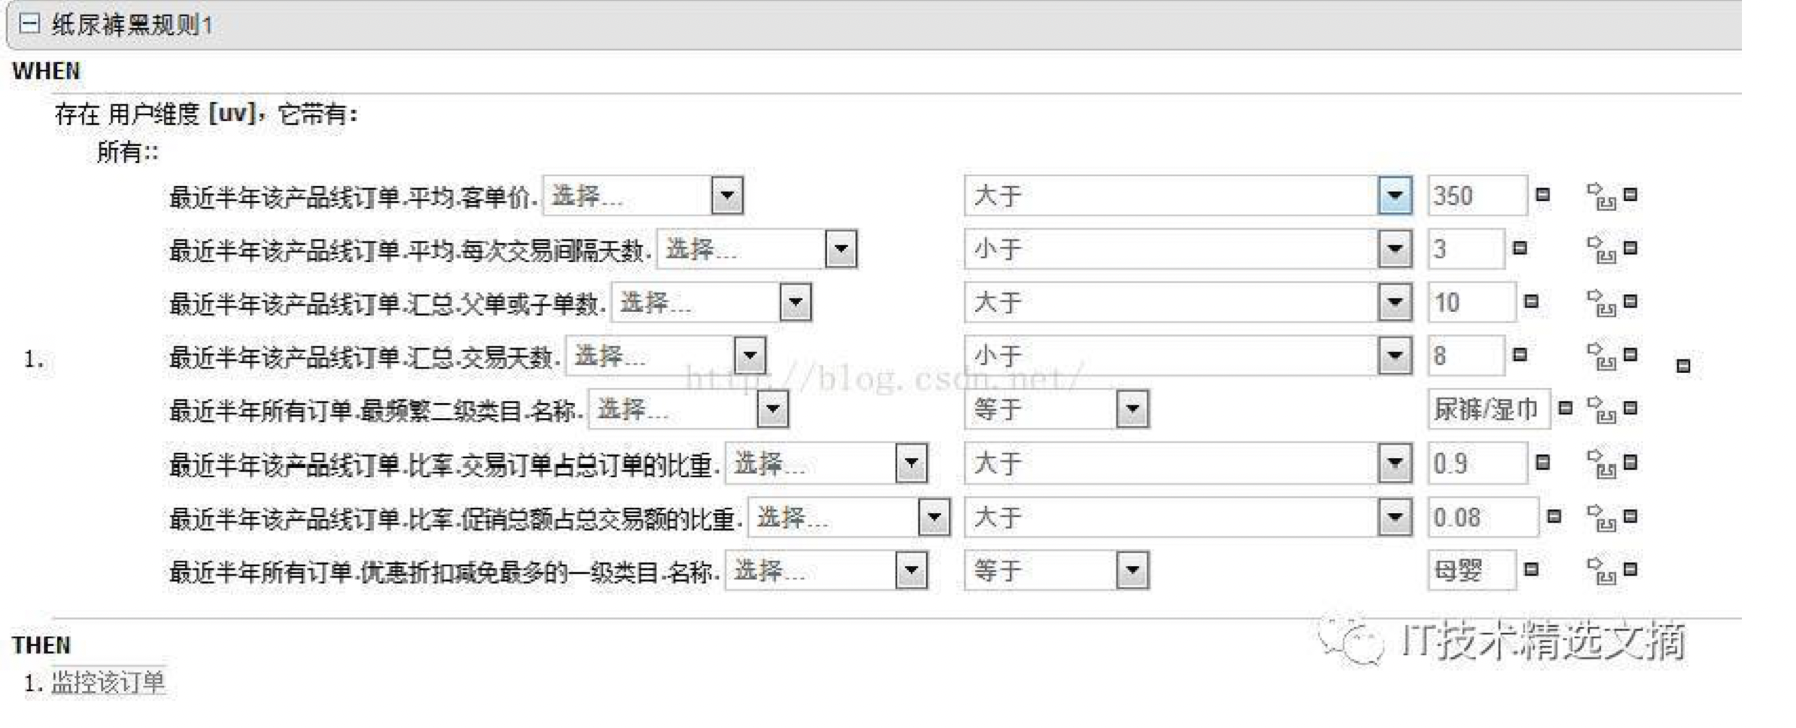 纸尿裤黑规则1
WHEN
存在 用户维度 [uv]，它带有：
所有::
最近半年该产品线订单.平均.客单价. 选择... 大于 350
最近半年该产品线订单.平均.每次交易间隔天数. 选择... 小于 3
最近半年该产品线订单.汇总.父单或子单数. 选择... 大于 10
1. 最近半年该产品线订单.汇总.交易天数. 选择... 小于 8
http://blog.csdn.net/
最近半年所有订单.最频繁二级类目.名称. 选择... 等于 尿裤/湿巾
最近半年该产品线订单.比率.交易订单占总订单的比重. 选择... 大于 0.9
最近半年该产品线订单.比率.促销总额占总交易额的比重. 选择... 大于 0.08
最近半年所有订单.优惠折扣减免最多的一级类目.名称. 选择... 等于 母婴
THEN
IT技术精选文摘
1. 监控该订单